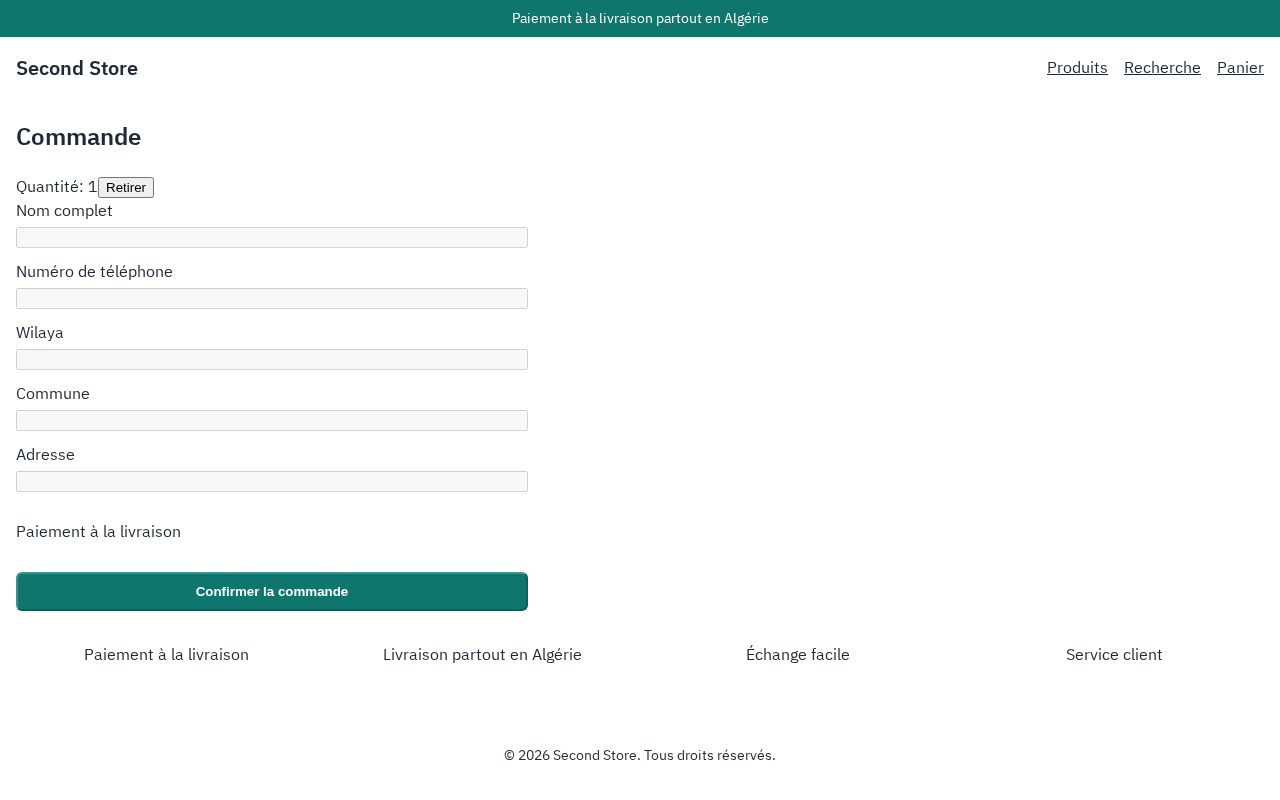 Paiement à la livraison partout en Algérie
Second Store
Produits Recherche Panier
Commande
Quantité: 1 Retirer
Nom complet
Numéro de téléphone
Wilaya
Commune
Adresse
Paiement à la livraison
Confirmer la commande
Paiement à la livraison Livraison partout en Algérie Échange facile Service client
© 2026 Second Store. Tous droits réservés.